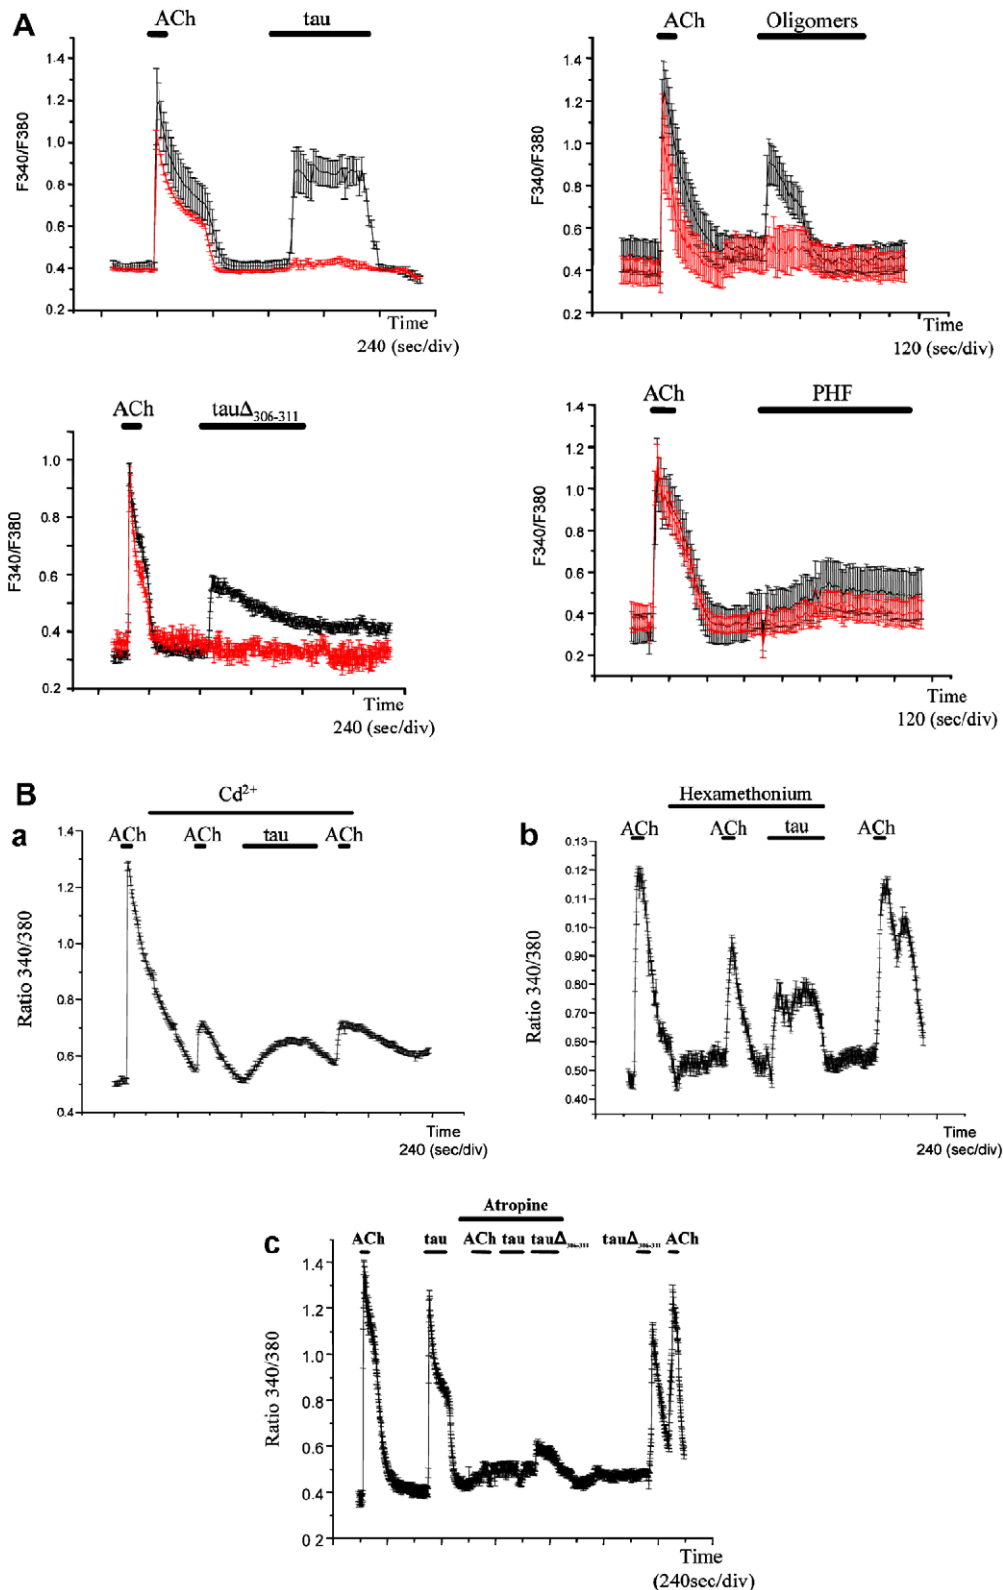 A
ACh tau
1.4
1.2
1.0
0.8
0.6
0.4
0.2
F340/F380
Time
240 (sec/div)
ACh Oligomers
1.4
1.2
1.0
0.8
0.6
0.4
0.2
F340/F380
Time
120 (sec/div)
ACh tauΔ306-311
1.0
0.8
0.6
0.4
0.2
F340/F380
Time
240 (sec/div)
ACh PHF
1.4
1.2
1.0
0.8
0.6
0.4
0.2
F340/F380
Time
120 (sec/div)
B
a
Cd2+
ACh ACh tau ACh
1.4
1.2
1.0
0.8
0.6
0.4
Ratio 340/380
Time
240 (sec/div)
b
Hexamethonium
ACh ACh tau ACh
0.13
0.12
0.11
0.10
0.90
0.80
0.70
0.60
0.50
0.40
Ratio 340/380
Time
240 (sec/div)
c
Atropine
ACh tau ACh tau tauΔ306-311 tauΔ306-311 ACh
1.4
1.2
1.0
0.8
0.6
0.4
0 2
Ratio 340/380
Time
(240sec/div)